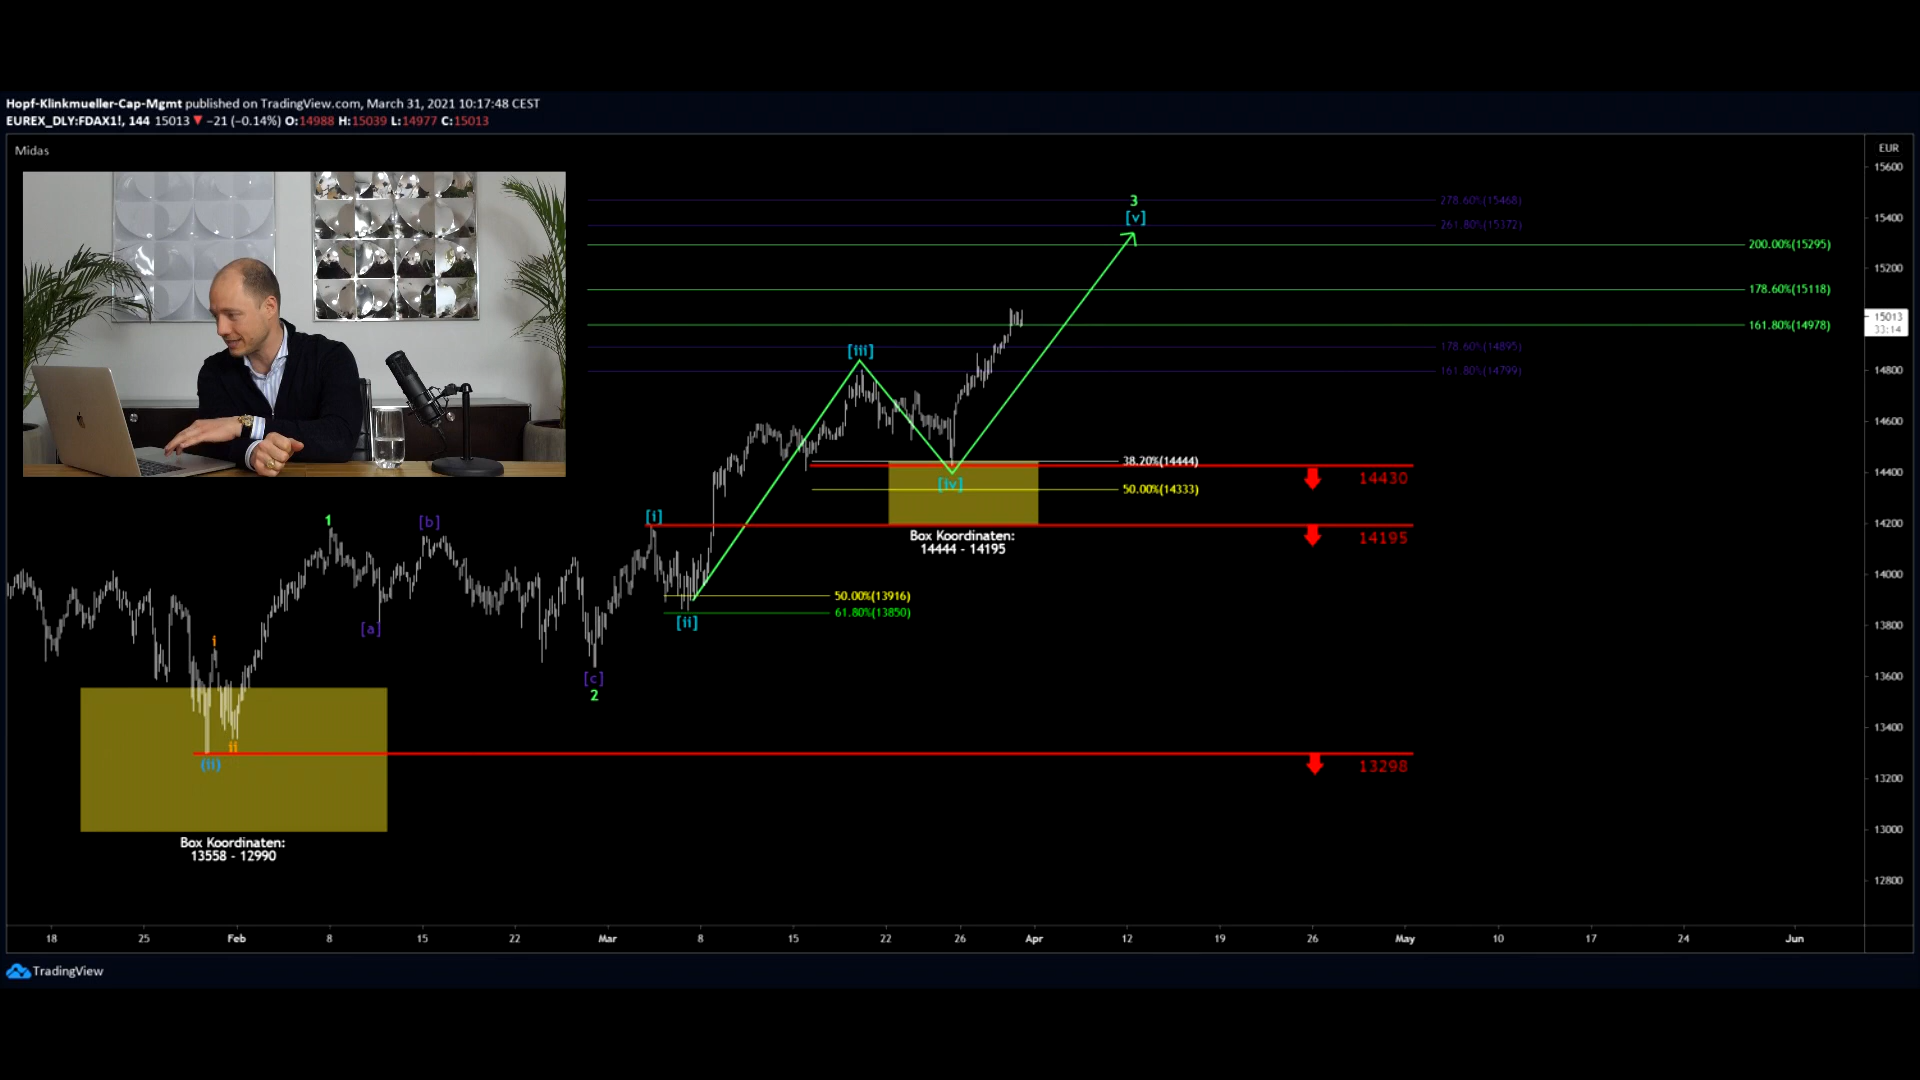 Hopf-Klinkmueller-Cap-Mgmt published on TradingView.com, March 31, 2021 10:17:48 CEST
EUREX_DLY:FDAX1!, 144 15013 ▼ −21 (−0.14%) O:14988 H:15039 L:14977 C:15013
Midas
EUR
15600
3
278.60%(15468)
[v]
15400
261.80%(15372)
200.00%(15295)
15200
178.60%(15118)
15013
33:14
161.80%(14978)
178.60%(14895)
[iii]
161.80%(14799)
14800
14600
38.20%(14444)
14430
14400
[iv]
50.00%(14333)
1
[b]
[i]
14200
Box Koordinaten:
14444 - 14195
14195
14000
50.00%(13916)
61.80%(13850)
[ii]
[a]
13800
i
[c]
2
13600
13400
ii
(ii)
13298
13200
13000
Box Koordinaten:
13558 - 12990
12800
18 25 Feb 8 15 22 Mar 8 15 22 26 Apr 12 19 26 May 10 17 24 Jun
TradingView